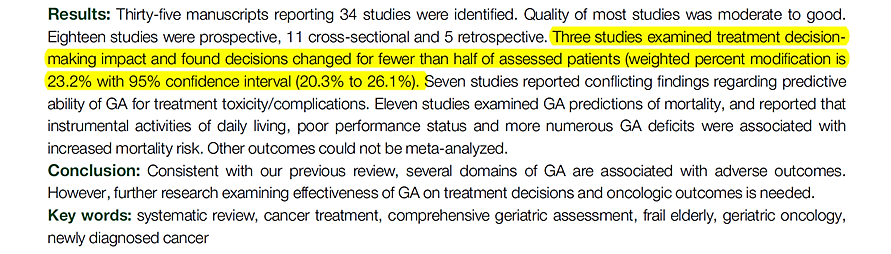 Results: Thirty-five manuscripts reporting 34 studies were identified. Quality of most studies was moderate to good.
Eighteen studies were prospective, 11 cross-sectional and 5 retrospective. Three studies examined treatment decision-
making impact and found decisions changed for fewer than half of assessed patients (weighted percent modification is
23.2% with 95% confidence interval (20.3% to 26.1%). Seven studies reported conflicting findings regarding predictive
ability of GA for treatment toxicity/complications. Eleven studies examined GA predictions of mortality, and reported that
instrumental activities of daily living, poor performance status and more numerous GA deficits were associated with
increased mortality risk. Other outcomes could not be meta-analyzed.
Conclusion: Consistent with our previous review, several domains of GA are associated with adverse outcomes.
However, further research examining effectiveness of GA on treatment decisions and oncologic outcomes is needed.
Key words: systematic review, cancer treatment, comprehensive geriatric assessment, frail elderly, geriatric oncology,
newly diagnosed cancer